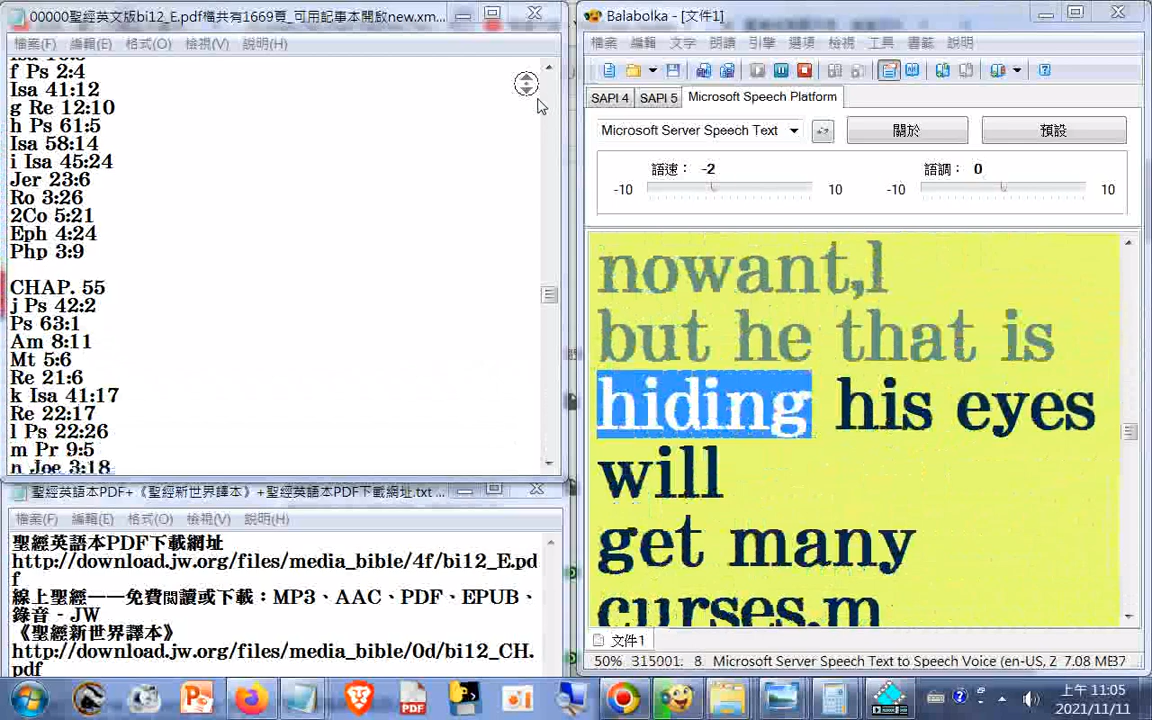 00000聖經英文版bi12_E.pdf檔共有1669頁_可用記事本開啟new.xm...
檔案(F) 編輯(E) 格式(O) 檢視(V) 說明(H)
f Ps 2:4
Isa 41:12
g Re 12:10
h Ps 61:5
Isa 58:14
i Isa 45:24
Jer 23:6
Ro 3:26
2Co 5:21
Eph 4:24
Php 3:9
CHAP. 55
j Ps 42:2
Ps 63:1
Am 8:11
Mt 5:6
Re 21:6
k Isa 41:17
Re 22:17
l Ps 22:26
m Pr 9:5
n Joe 3:18
聖經英語本PDF+《聖經新世界譯本》+聖經英語本PDF下載網址.txt ...
檔案(F) 編輯(E) 格式(O) 檢視(V) 說明(H)
聖經英語本PDF下載網址
http://download.jw.org/files/media_bible/4f/bi12_E.pd
f
線上聖經——免費閱讀或下載：MP3、AAC、PDF、EPUB、
錄音 - JW
《聖經新世界譯本》
http://download.jw.org/files/media_bible/0d/bi12_CH.
pdf
Balabolka - [文件1]
檔案 編輯 文字 朗讀 引擎 選項 檢視 工具 書籤 說明
SAPI 4 SAPI 5 Microsoft Speech Platform
Microsoft Server Speech Text 關於 預設
語速： -2 語調： 0
-10 10 -10 10
nowant,l
but he that is
hiding his eyes
will
get many
curses.m
文件1
50% 315001: 8 Microsoft Server Speech Text to Speech Voice (en-US, Z 7.08 MB
上午 11:05
2021/11/11